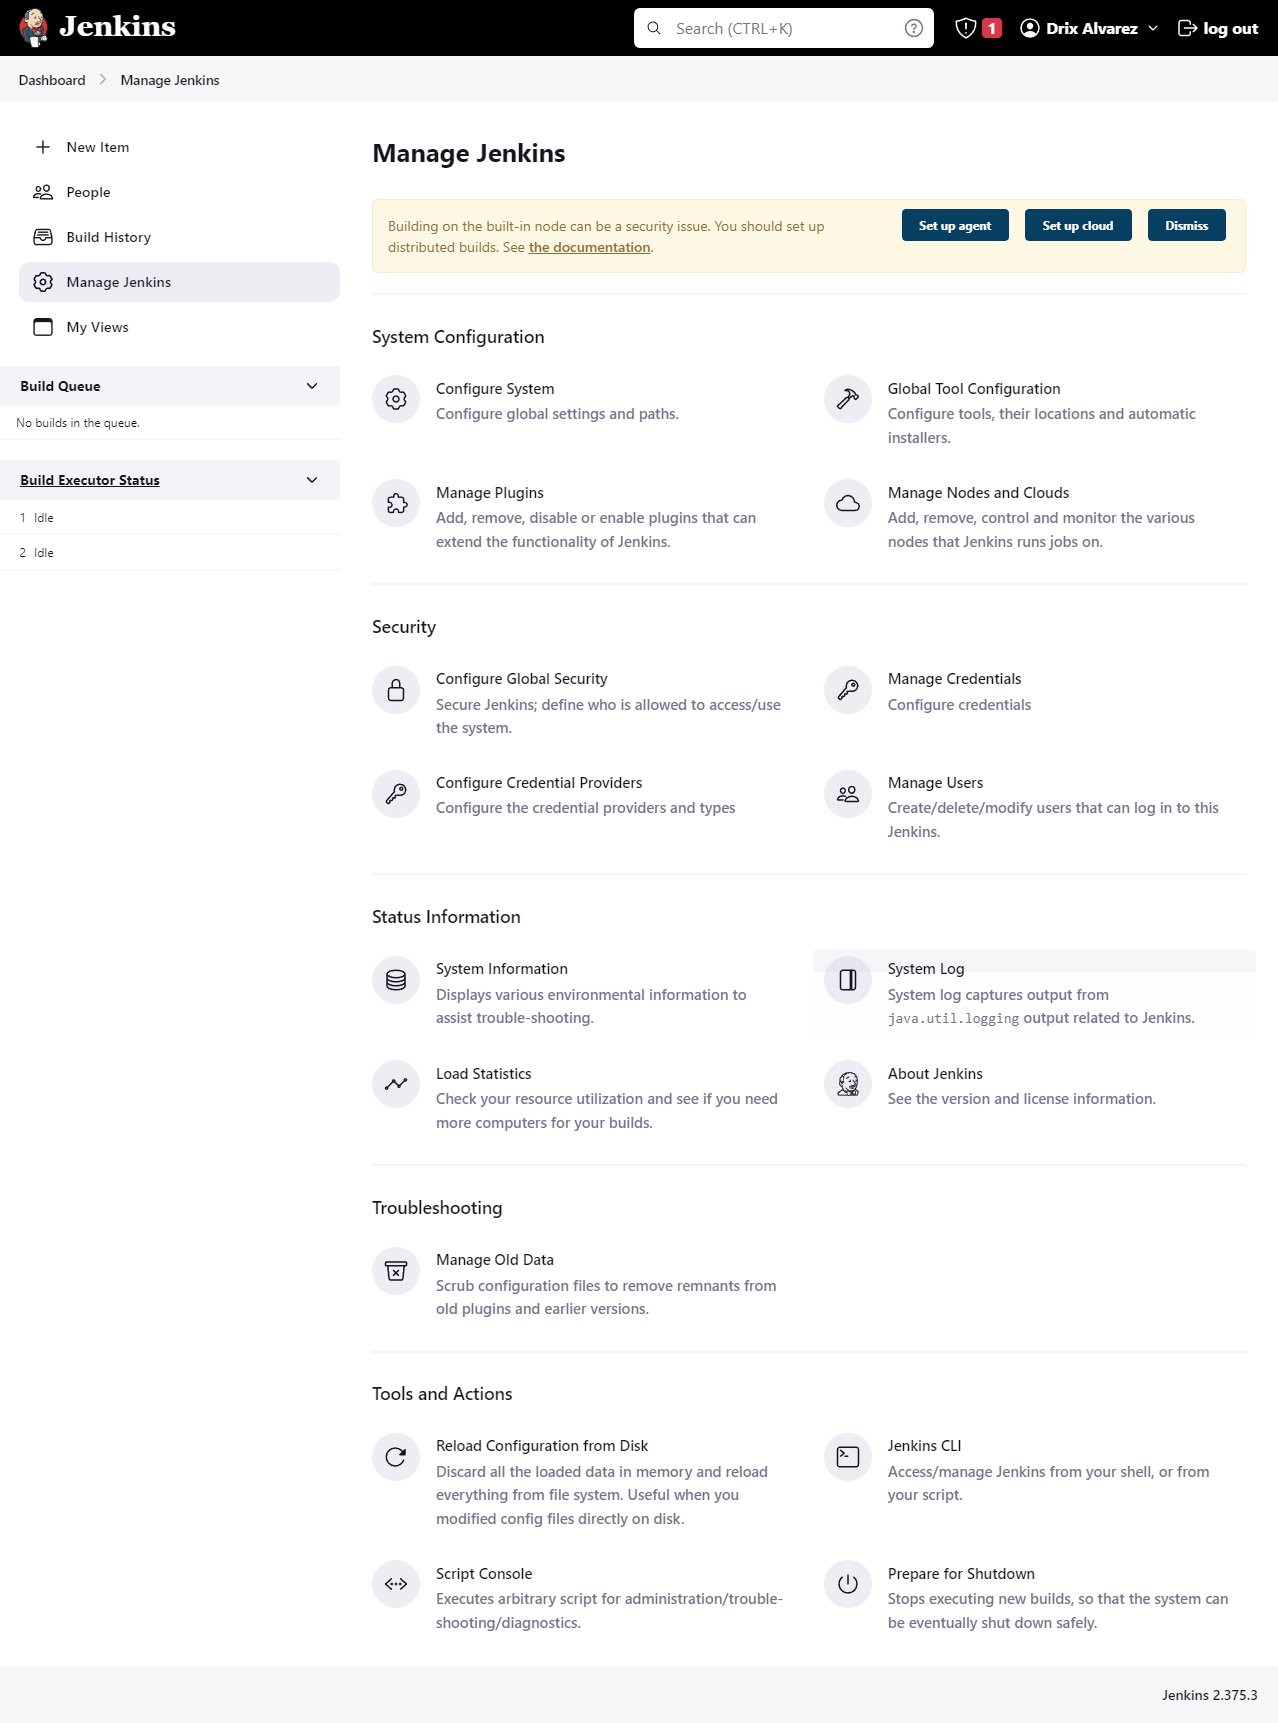 Jenkins
Search (CTRL+K)
1
Drix Alvarez
log out
Dashboard
Manage Jenkins
New Item
People
Build History
Manage Jenkins
My Views
Build Queue
No builds in the queue.
Build Executor Status
1 Idle
2 Idle
Manage Jenkins
Building on the built-in node can be a security issue. You should set up
distributed builds. See the documentation.
Set up agent
Set up cloud
Dismiss
System Configuration
Configure System
Configure global settings and paths.
Global Tool Configuration
Configure tools, their locations and automatic
installers.
Manage Plugins
Add, remove, disable or enable plugins that can
extend the functionality of Jenkins.
Manage Nodes and Clouds
Add, remove, control and monitor the various
nodes that Jenkins runs jobs on.
Security
Configure Global Security
Secure Jenkins; define who is allowed to access/use
the system.
Manage Credentials
Configure credentials
Configure Credential Providers
Configure the credential providers and types
Manage Users
Create/delete/modify users that can log in to this
Jenkins.
Status Information
System Information
Displays various environmental information to
assist trouble-shooting.
System Log
System log captures output from
java.util.logging output related to Jenkins.
Load Statistics
Check your resource utilization and see if you need
more computers for your builds.
About Jenkins
See the version and license information.
Troubleshooting
Manage Old Data
Scrub configuration files to remove remnants from
old plugins and earlier versions.
Tools and Actions
Reload Configuration from Disk
Discard all the loaded data in memory and reload
everything from file system. Useful when you
modified config files directly on disk.
Jenkins CLI
Access/manage Jenkins from your shell, or from
your script.
Script Console
Executes arbitrary script for administration/trouble-
shooting/diagnostics.
Prepare for Shutdown
Stops executing new builds, so that the system can
be eventually shut down safely.
Jenkins 2.375.3